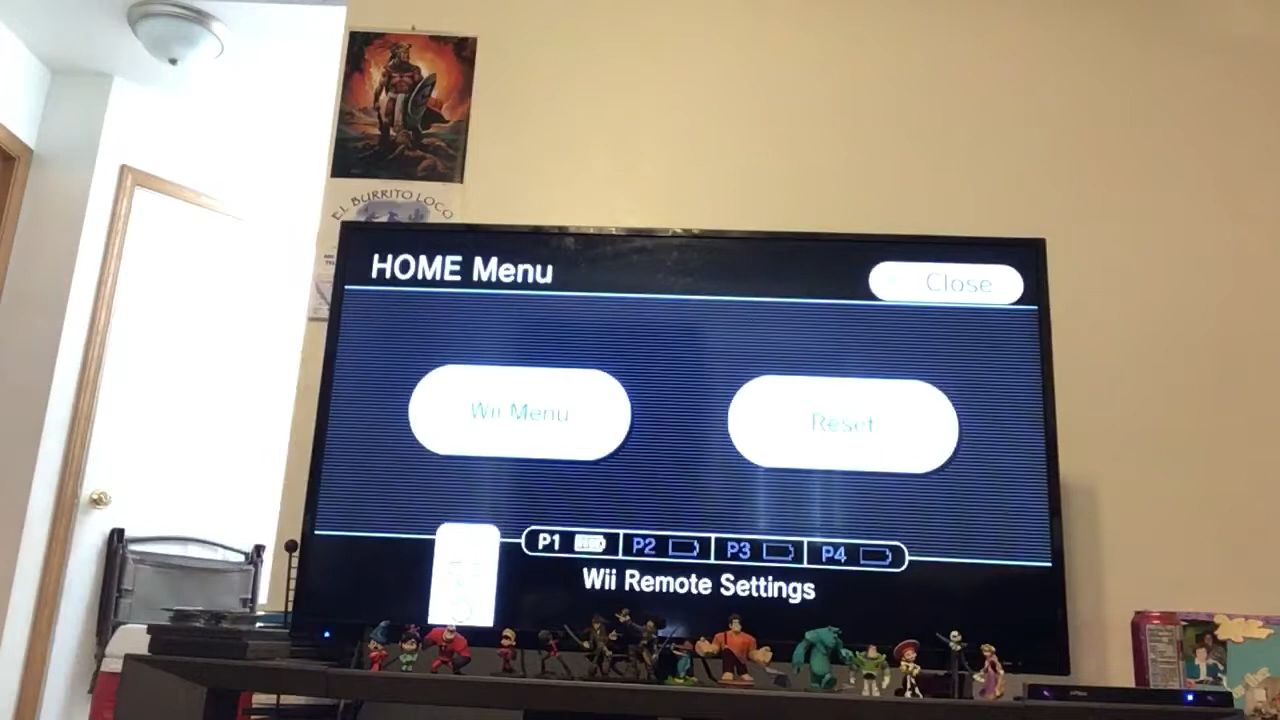 EL BURRITO LOCO
HOME Menu
Close
Wii Menu
Reset
P1 P2 P3 P4
Wii Remote Settings